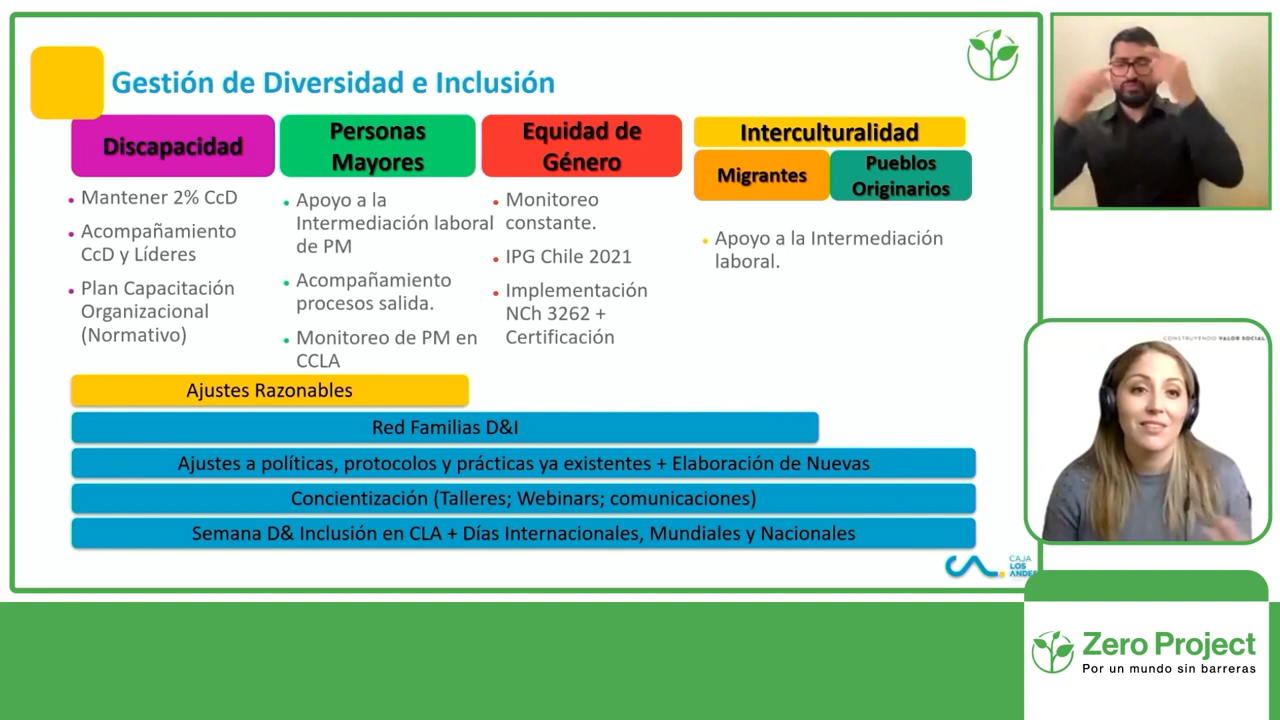 Gestión de Diversidad e Inclusión
Discapacidad
Mantener 2% CcD
Acompañamiento
CcD y Líderes
Plan Capacitación
Organizacional
(Normativo)
Personas
Mayores
Apoyo a la
Intermediación laboral
de PM
Acompañamiento
procesos salida.
Monitoreo de PM en
CCLA
Equidad de
Género
Monitoreo
constante.
IPG Chile 2021
Implementación
NCh 3262 +
Certificación
Interculturalidad
Migrantes
Pueblos
Originarios
Apoyo a la Intermediación
laboral.
Ajustes Razonables
Red Familias D&I
Ajustes a políticas, protocolos y prácticas ya existentes + Elaboración de Nuevas
Concientización (Talleres; Webinars; comunicaciones)
Semana D& Inclusión en CLA + Días Internacionales, Mundiales y Nacionales
CAJA
LOS
ANDES
CONSTRUYENDO VALOR SOCIAL
Zero Project
Por un mundo sin barreras